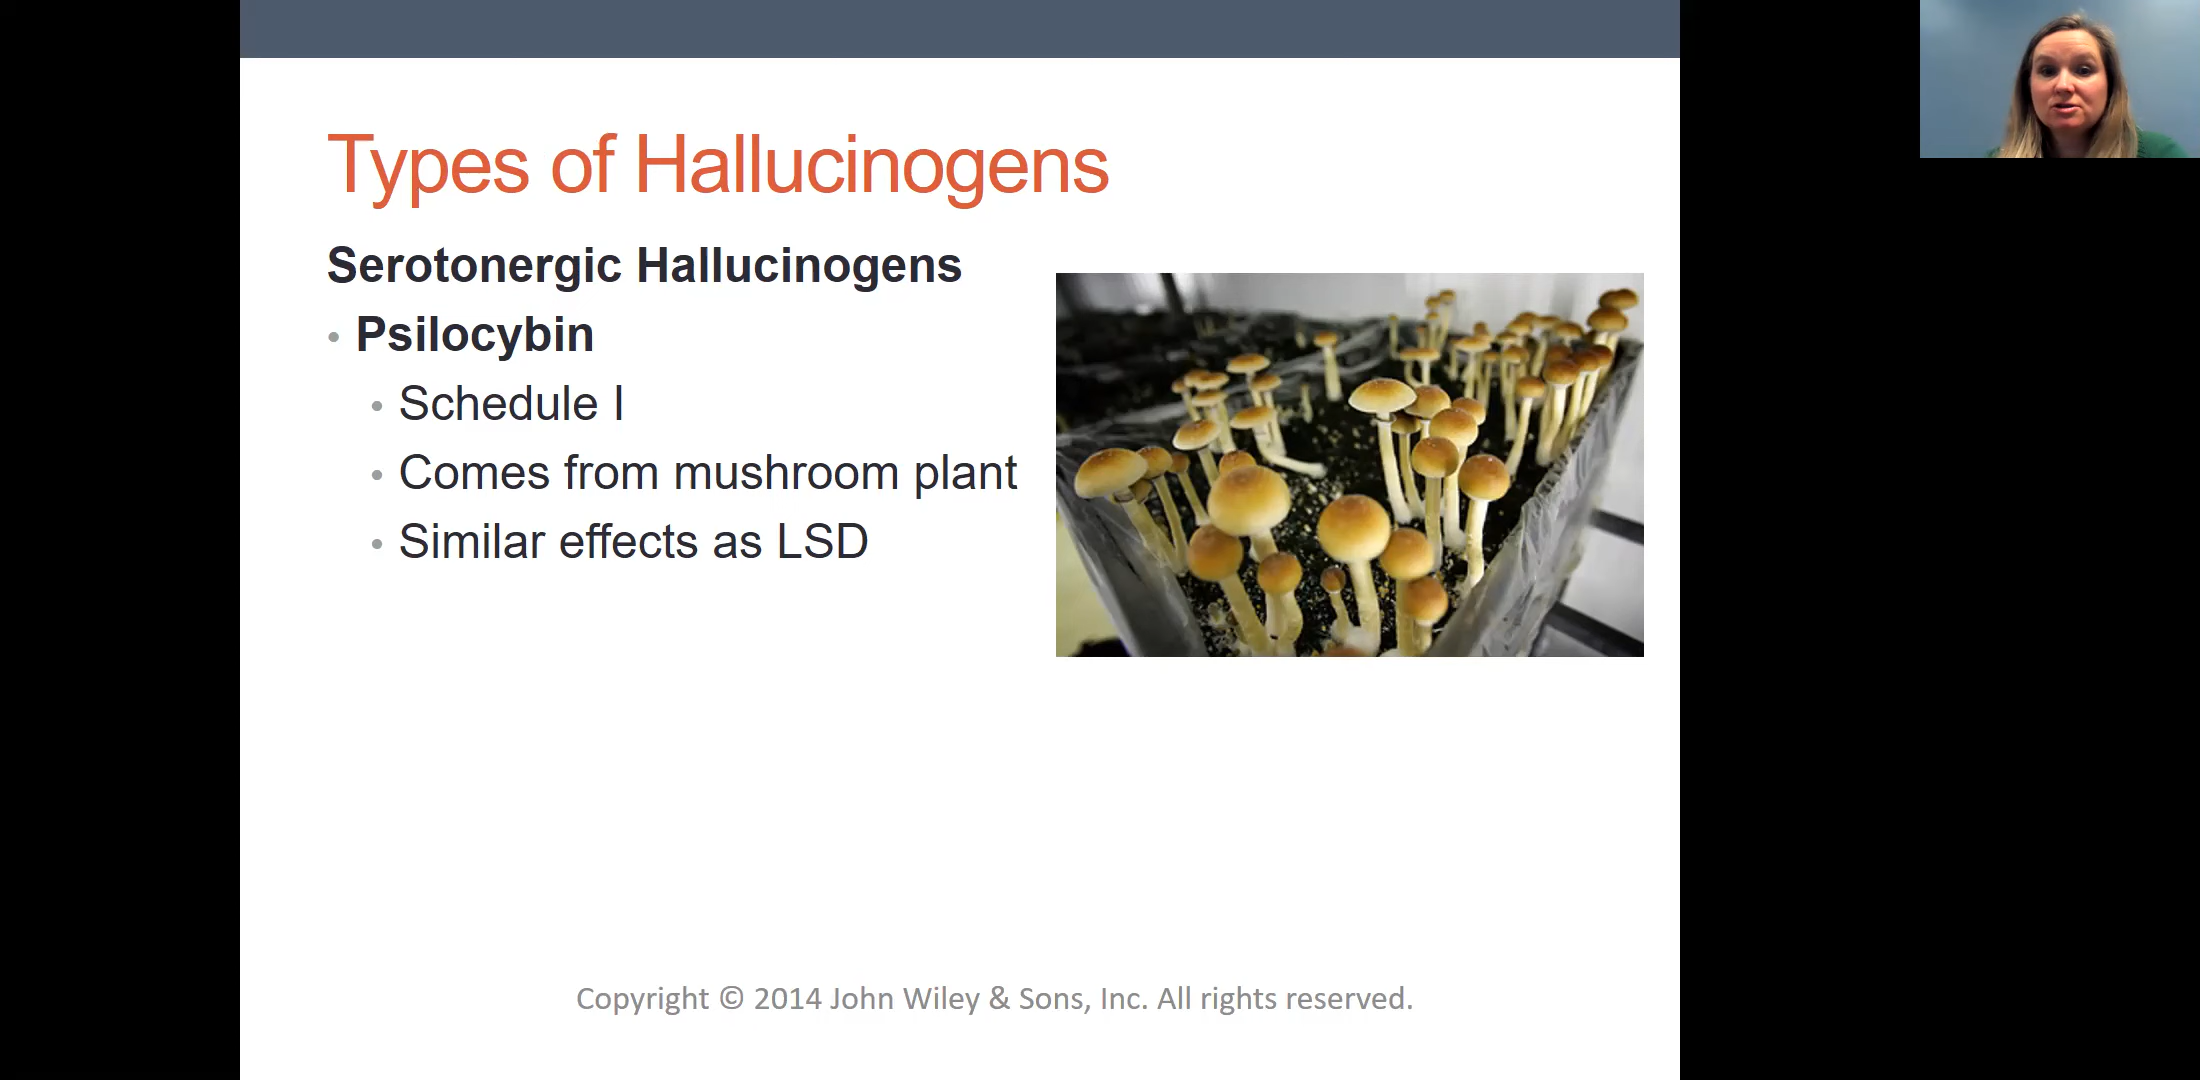 Types of Hallucinogens
Serotonergic Hallucinogens
• Psilocybin
• Schedule I
• Comes from mushroom plant
• Similar effects as LSD
Copyright © 2014 John Wiley & Sons, Inc. All rights reserved.